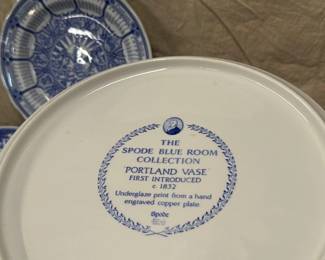 THE
SPODE BLUE ROOM
COLLECTION
'PORTLAND VASE'
FIRST INTRODUCED
c 1832
Underglaze print from a hand
engraved copper plate.
Spode